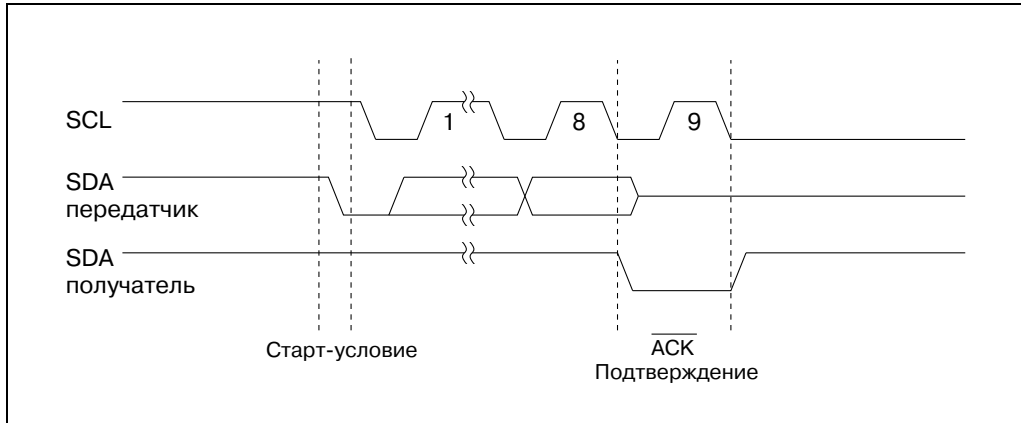 SCL
1
8
9
SDA
передатчик
SDA
получатель
Старт-условие
ACK
Подтверждение